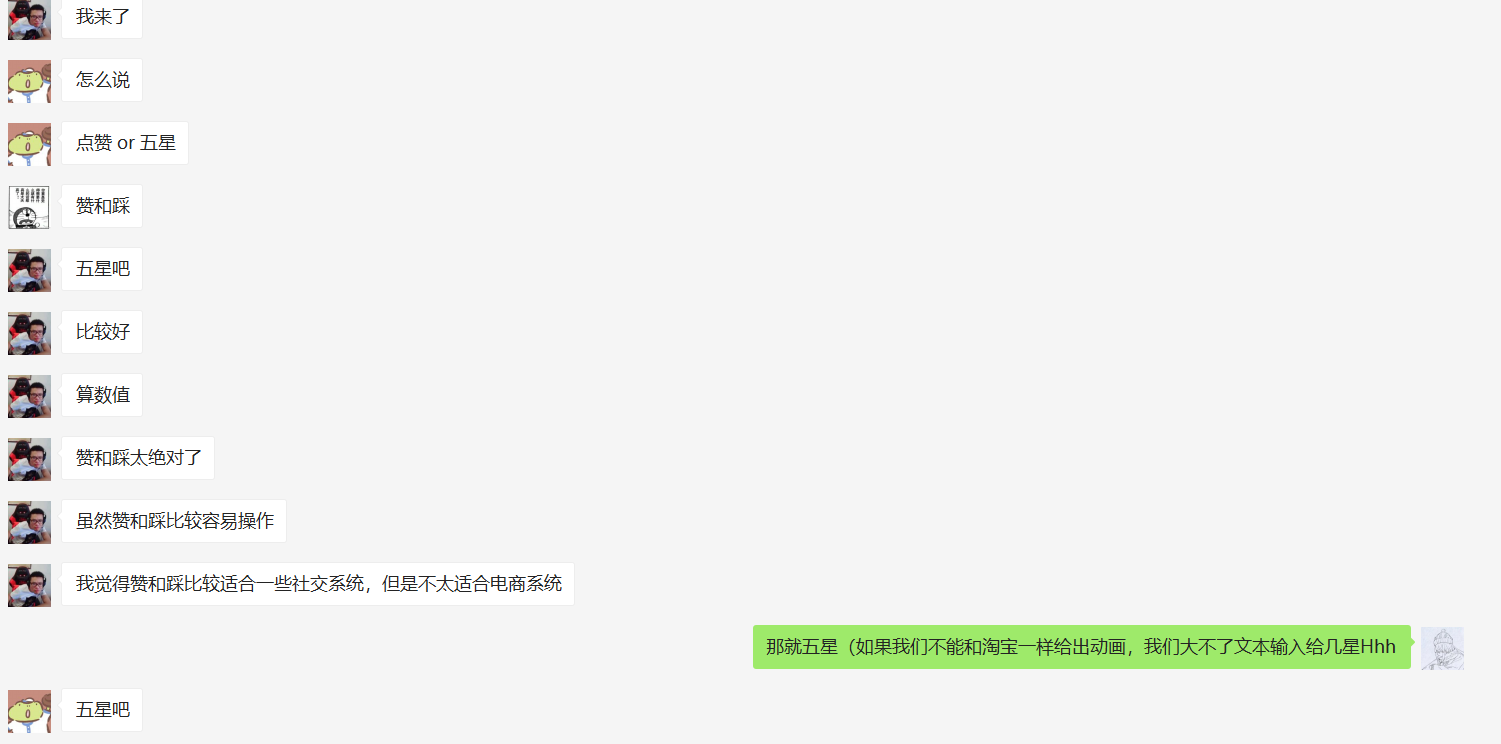 我来了
怎么说
点赞 or 五星
赞和踩
五星吧
比较好
算数值
赞和踩太绝对了
虽然赞和踩比较容易操作
我觉得赞和踩比较适合一些社交系统，但是不太适合电商系统
那就五星（如果我们不能和淘宝一样给出动画，我们大不了文本输入给几星Hhh
五星吧